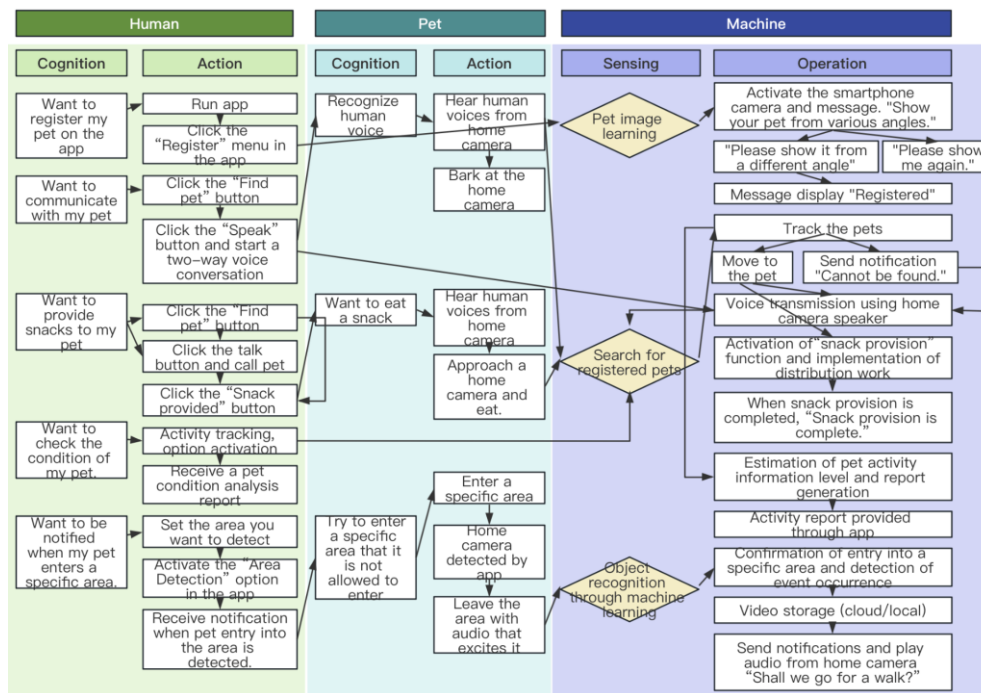 Human
Pet
Machine
Cognition
Action
Cognition
Action
Sensing
Operation
Want to
register my
pet on the
app
Run app
Click the
“Register” menu in
the app
Want to
communicate with
my pet
Click the “Find
pet” button
Click the “Speak”
button and start a
two-way voice
conversation
Want to
provide
snacks to my
pet
Click the “Find
pet” button
Click the talk
button and call pet
Click the “Snack
provided” button
Want to
check the
condition of
my pet.
Activity tracking,
option activation
Receive a pet
condition analysis
report
Want to be
notified
when my pet
enters a
specific area.
Set the area you
want to detect
Activate the “Area
Detection” option
in the app
Receive notification
when pet entry into
the area is
detected.
Recognize
human
voice
Hear human
voices from
home
camera
Bark at the
home
camera
Want to eat
a snack
Hear human
voices from
home
camera
Approach a
home
camera and
eat.
Try to enter
a specific
area that it
is not
allowed to
enter
Enter a
specific area
Home
camera
detected by
app
Leave the
area with
audio that
excites it
Pet image
learning
Search for
registered pets
Object
recognition
through machine
learning
Activate the smartphone
camera and message. "Show
your pet from various angles."
"Please show it from
a different angle"
"Please show
me again."
Message display "Registered"
Track the pets
Move to
the pet
Send notification
"Cannot be found."
Voice transmission using home
camera speaker
Activation of“snack provision”
function and implementation of
distribution work
When snack provision is
completed, “Snack provision is
complete.”
Estimation of pet activity
information level and report
generation
Activity report provided
through app
Confirmation of entry into a
specific area and detection of
event occurrence
Video storage (cloud/local)
Send notifications and play
audio from home camera
“Shall we go for a walk?”